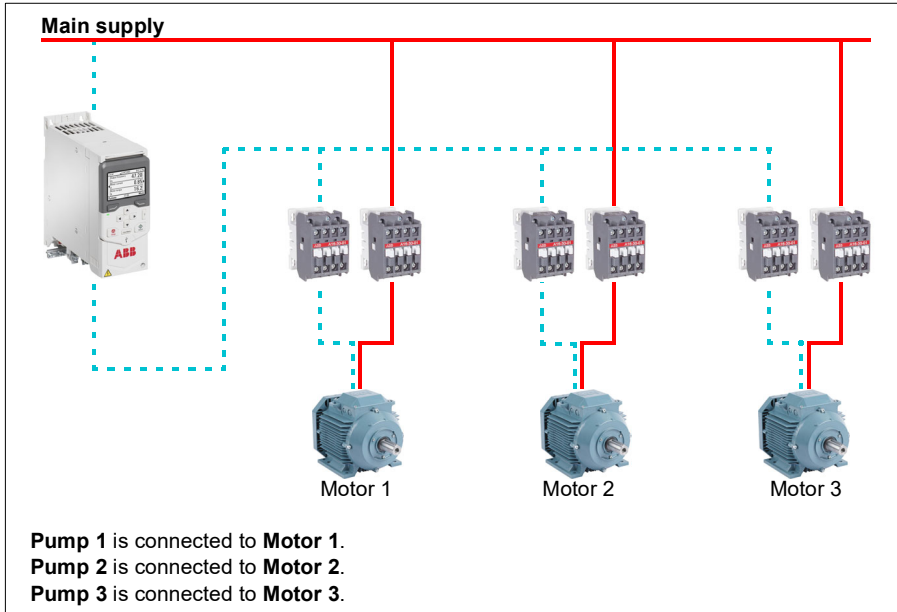 Main supply
ABB
Motor 1
Motor 2
Motor 3
Pump 1 is connected to Motor 1.
Pump 2 is connected to Motor 2.
Pump 3 is connected to Motor 3.